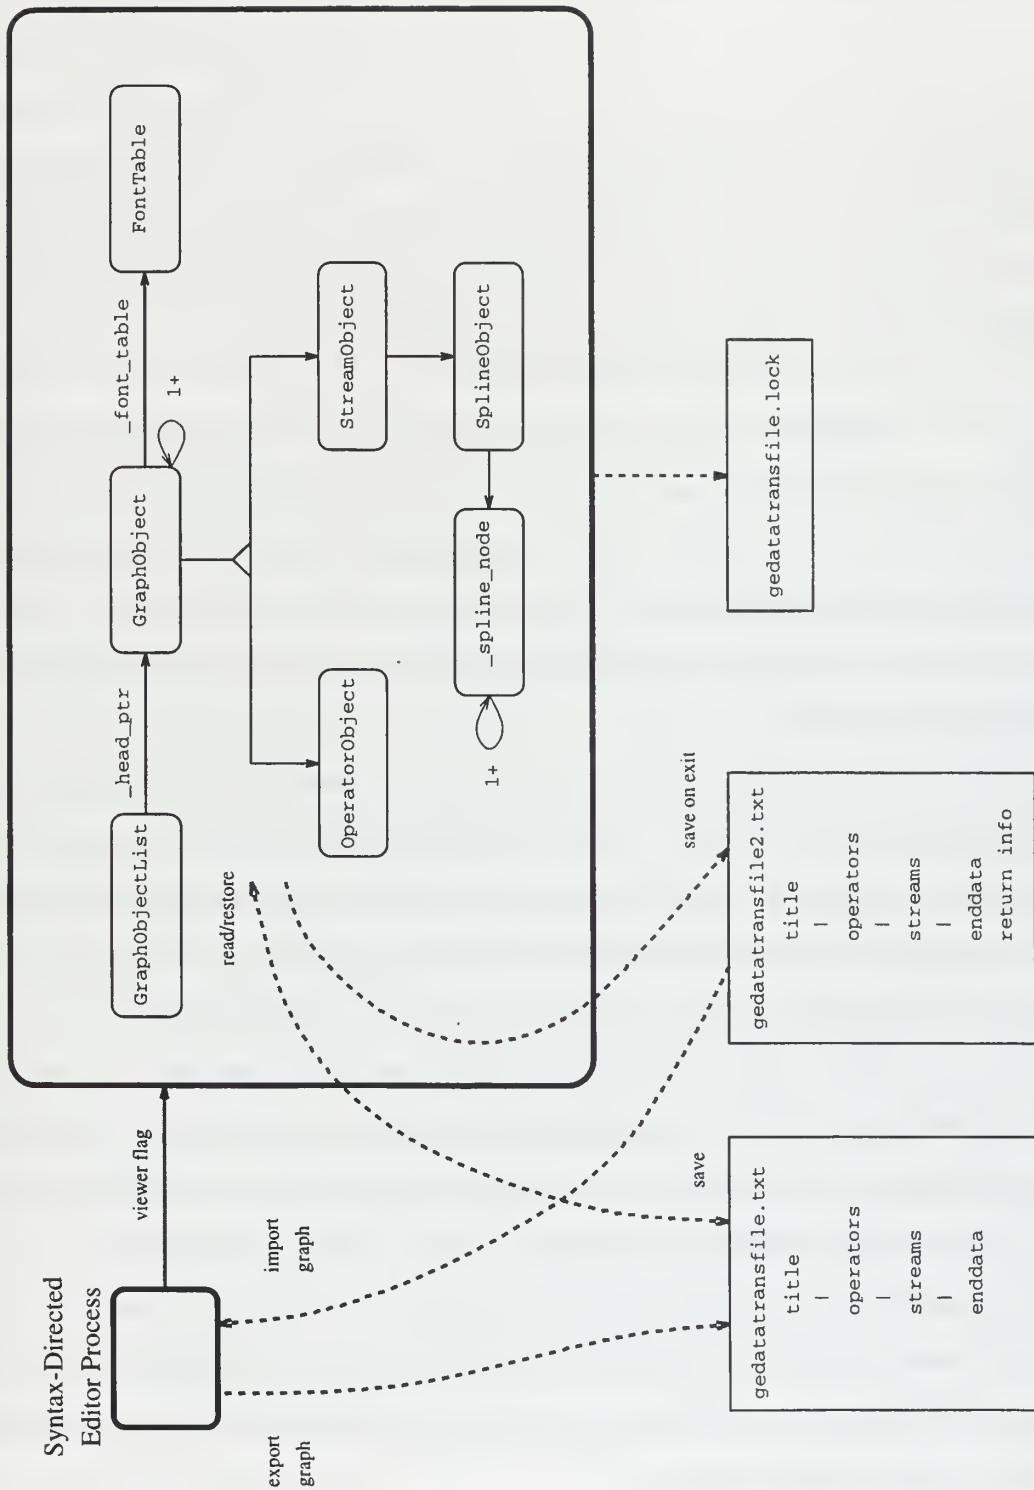 Syntax-Directed
Editor Process
viewer flag
export
graph
import
graph
GraphObjectList
_head_ptr
GraphObject
_font_table
FontTable
1+
OperatorObject
StreamObject
_spline_node
SplineObject
1+
read/restore
save
save on exit
gedatatransfile.txt
title
|
operators
|
streams
|
enddata
gedatatransfile2.txt
title
|
operators
|
streams
|
enddata
return info
gedatatransfile.lock